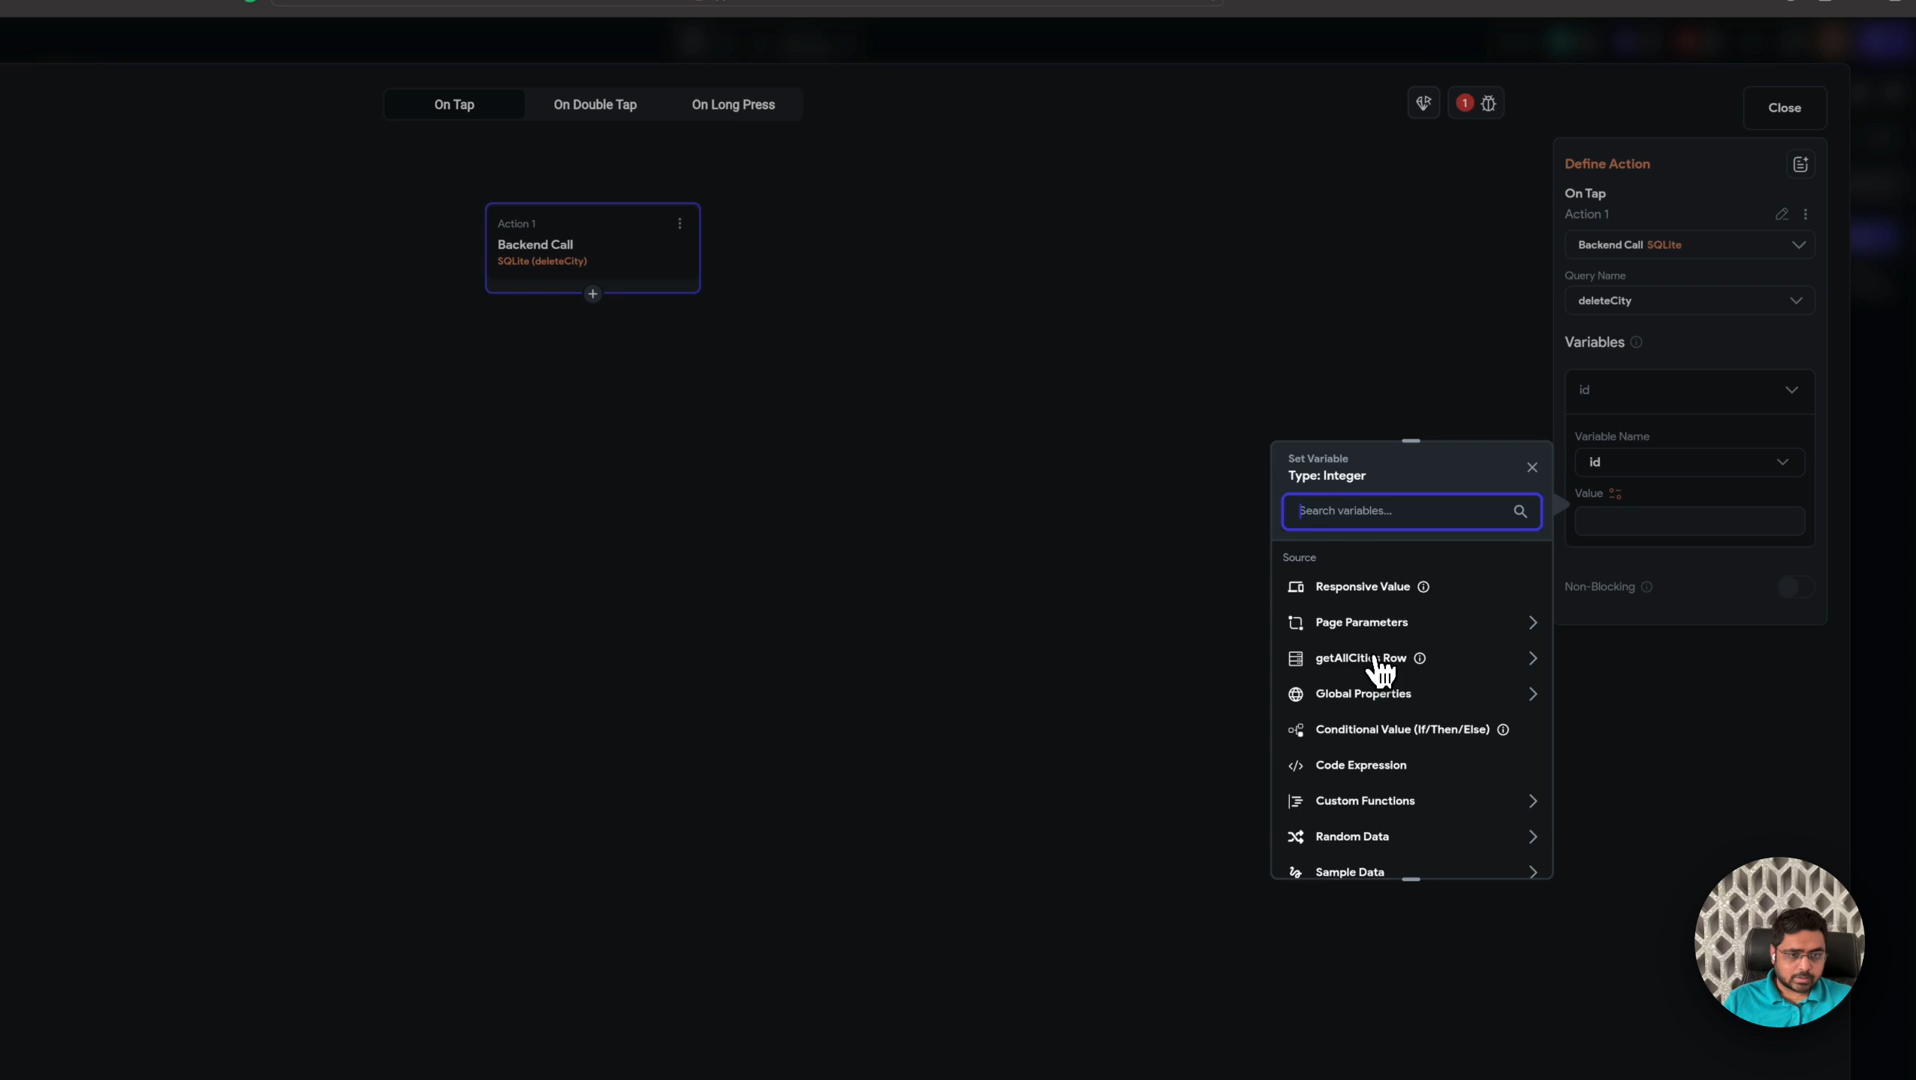 On Tap
On Double Tap
On Long Press
1
Close
Define Action
On Tap
Action 1
Backend Call SQLite
Query Name
deleteCity
Variables
id
Variable Name
id
Value
Non-Blocking
Action 1
Backend Call
SQLite (deleteCity)
Set Variable
Type: Integer
Search variables...
Source
Responsive Value
Page Parameters
getAllCiti Row
Global Properties
Conditional Value (If/Then/Else)
Code Expression
Custom Functions
Random Data
Sample Data